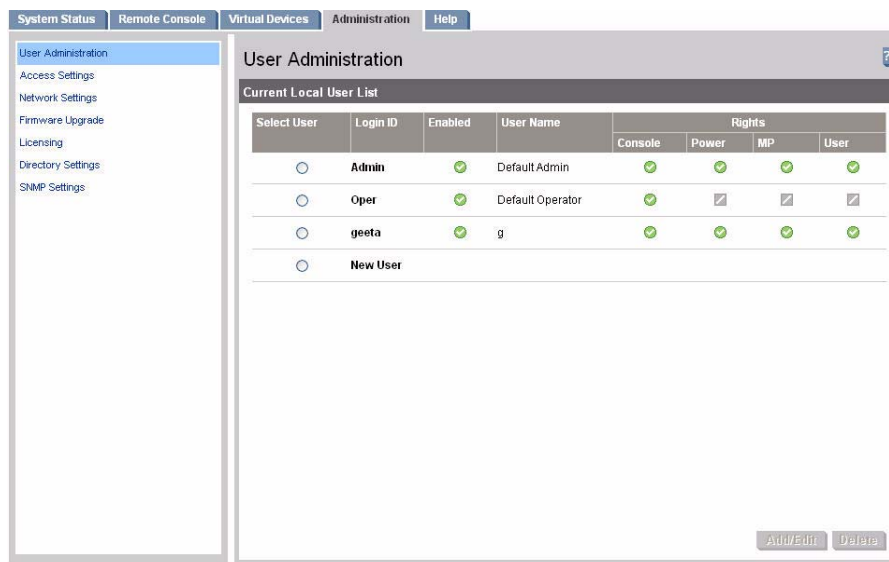 System Status Remote Console Virtual Devices Administration Help
User Administration
Access Settings
Network Settings
Firmware Upgrade
Licensing
Directory Settings
SNMP Settings
User Administration
?
Current Local User List
Select User Login ID Enabled User Name Rights
Console Power MP User
Admin Default Admin
Oper Default Operator
geeta g
New User
Add/Edit Delete